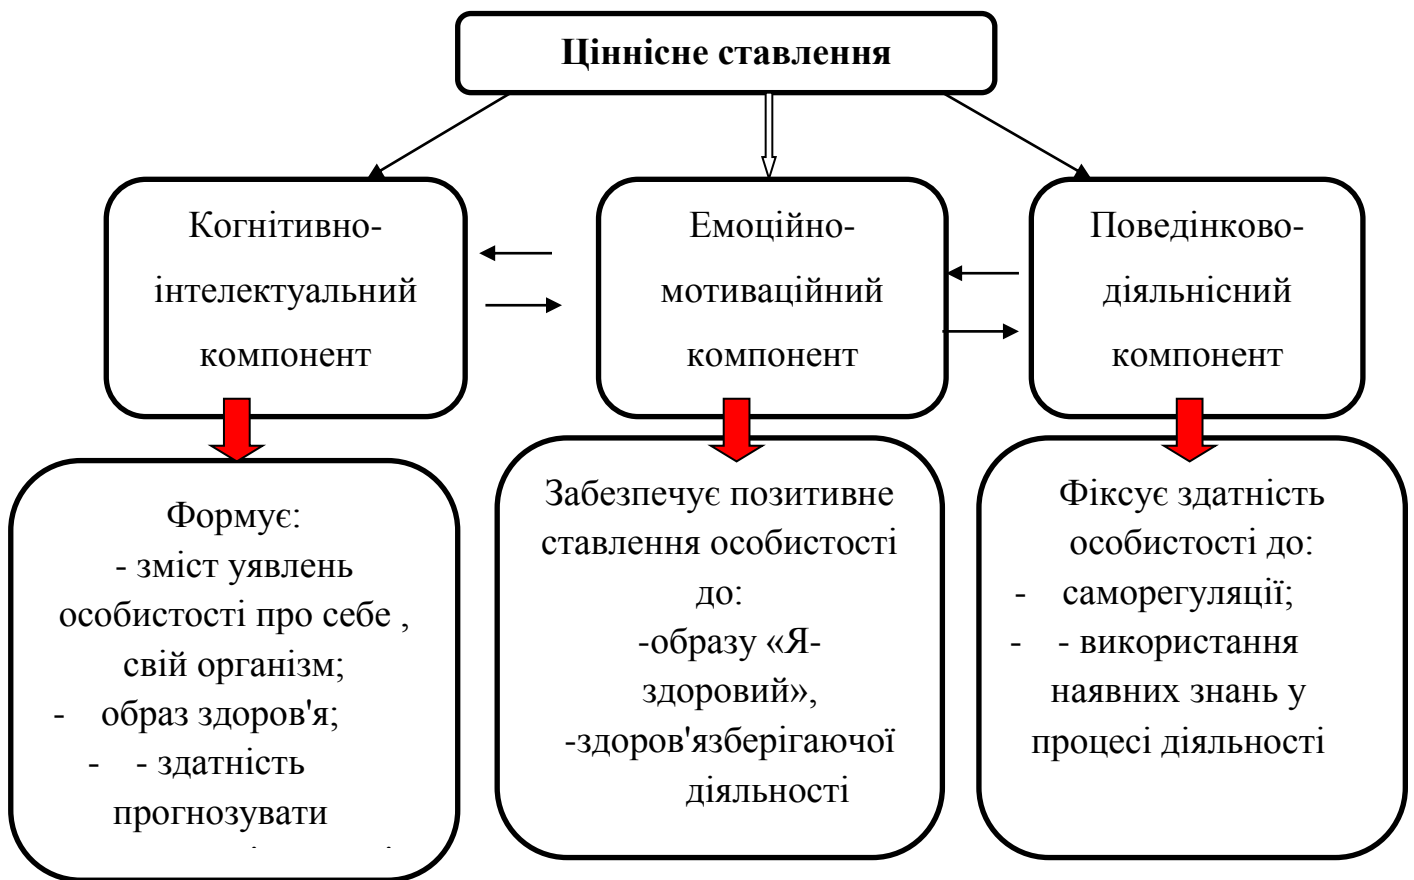 Ціннісне ставлення
Когнітивно-
інтелектуальний
компонент
Емоційно-
мотиваційний
компонент
Поведінково-
діяльнісний
компонент
Формує:
- зміст уявлень
особистості про себе ,
свій організм;
- образ здоров'я;
- - здатність
прогнозувати
Забезпечує позитивне
ставлення особистості
до:
-образу «Я-
здоровий»,
-здоров'язберігаючої
діяльності
Фіксує здатність
особистості до:
- саморегуляції;
- - використання
наявних знань у
процесі діяльності